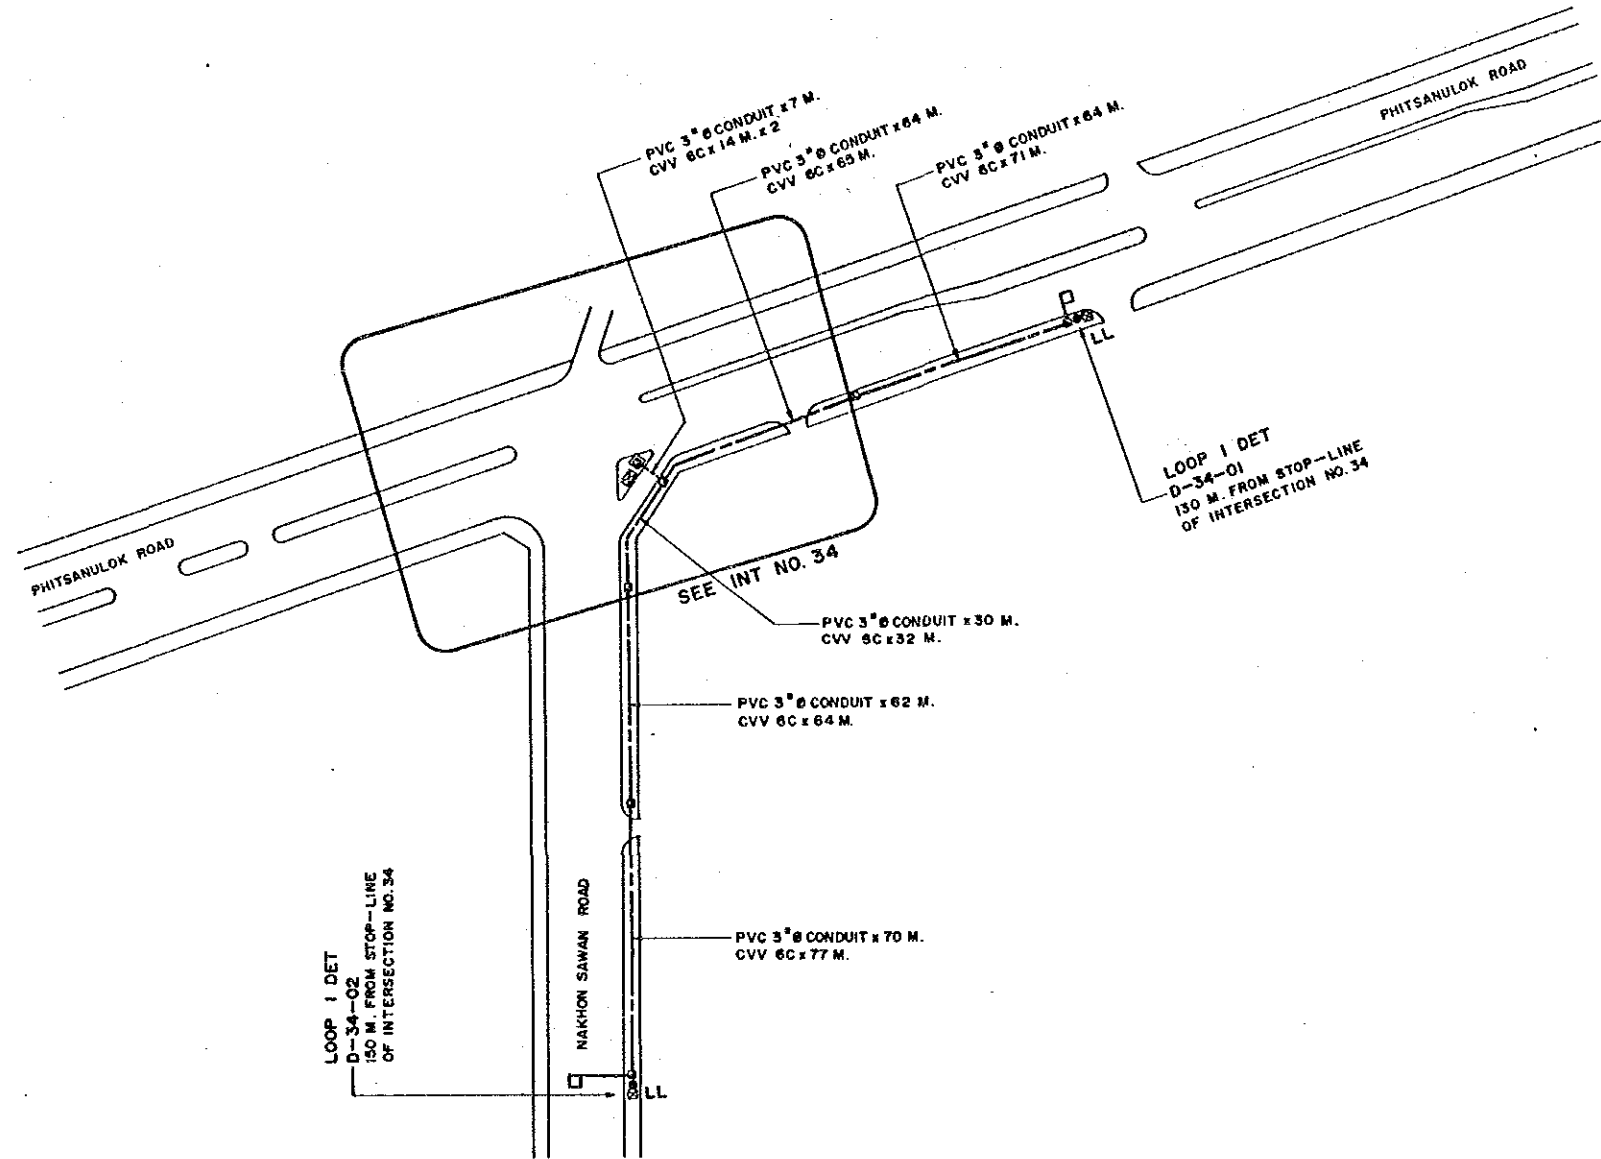 PHITSANULOK ROAD
PVC 3"Ø CONDUIT x 7 M.
CVV 6C x 14 M. x 2
PVC 3"Ø CONDUIT x 64 M.
CVV 6C x 65 M.
PVC 3"Ø CONDUIT x 64 M.
CVV 6C x 71 M.
LL
LOOP 1 DET
D-34-01
130 M. FROM STOP-LINE
OF INTERSECTION NO. 34
PHITSANULOK ROAD
SEE INT NO. 34
PVC 3"Ø CONDUIT x 30 M.
CVV 6C x 32 M.
PVC 3"Ø CONDUIT x 62 M.
CVV 6C x 64 M.
PVC 3"Ø CONDUIT x 70 M.
CVV 6C x 77 M.
NAKHON SAWAN ROAD
LOOP 1 DET
D-34-02
150 M. FROM STOP-LINE
OF INTERSECTION NO. 34
LL